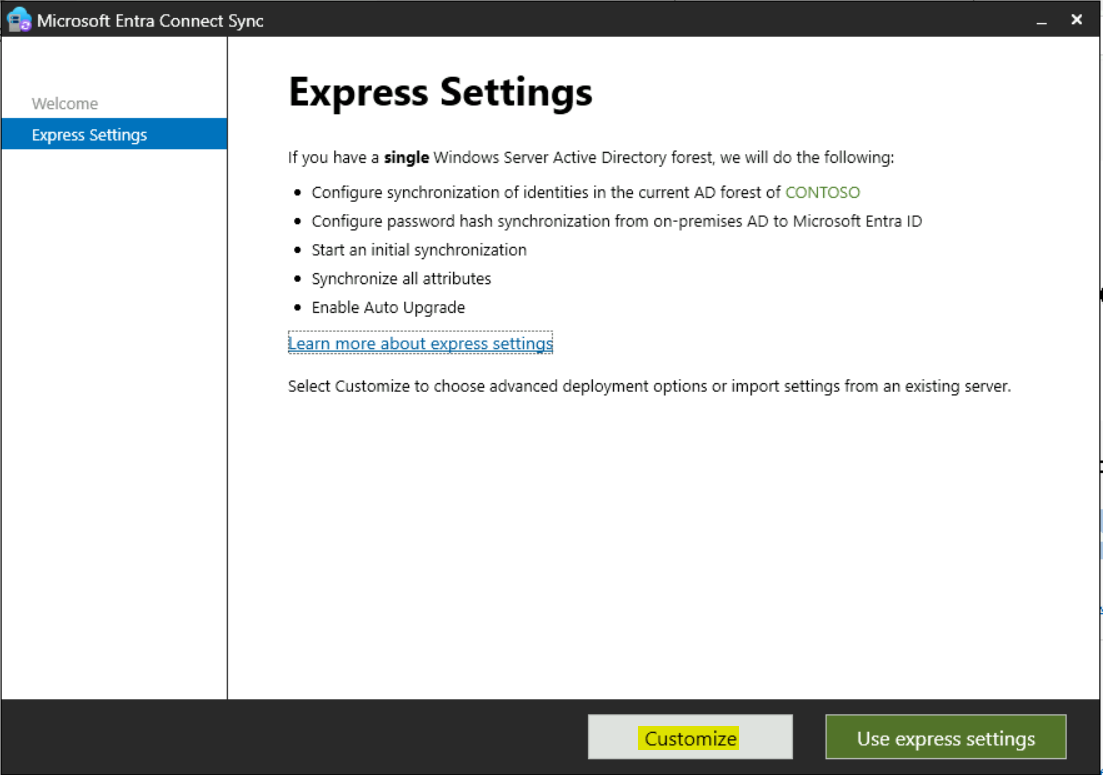 Microsoft Entra Connect Sync
Welcome
Express Settings
Express Settings
If you have a single Windows Server Active Directory forest, we will do the following:
Configure synchronization of identities in the current AD forest of CONTOSO
Configure password hash synchronization from on-premises AD to Microsoft Entra ID
Start an initial synchronization
Synchronize all attributes
Enable Auto Upgrade
Learn more about express settings
Select Customize to choose advanced deployment options or import settings from an existing server.
Customize
Use express settings